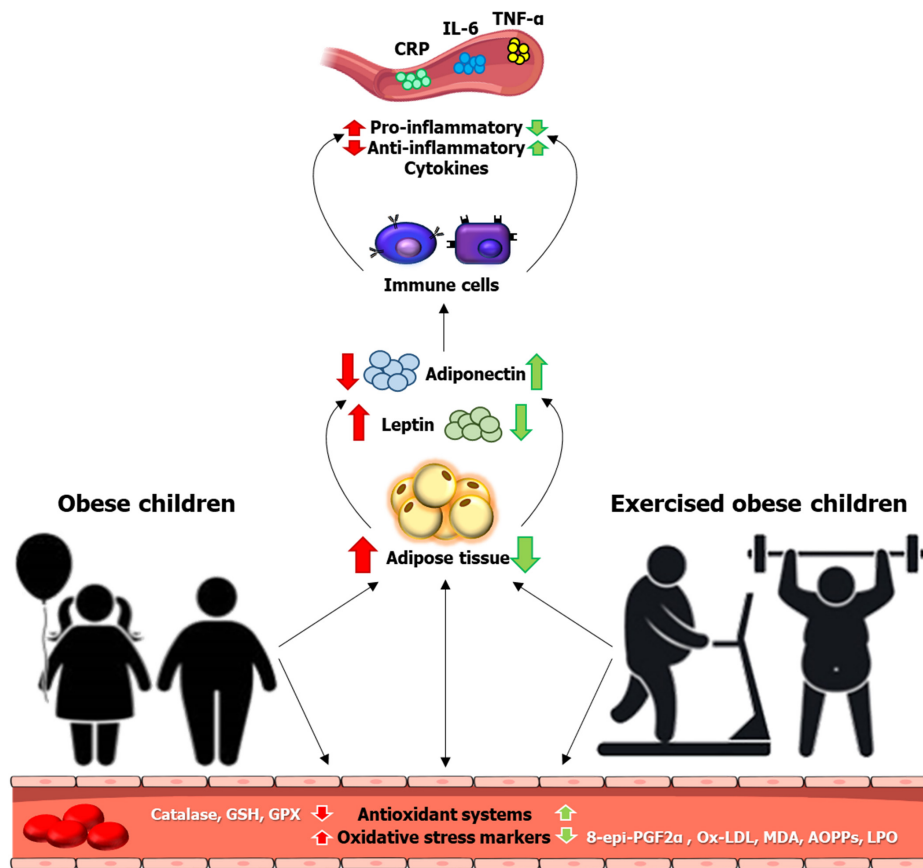 TNF-α
IL-6
CRP
Pro-inflammatory
Anti-inflammatory
Cytokines
Immune cells
Adiponectin
Leptin
Obese children
Exercised obese children
Adipose tissue
Catalase, GSH, GPX Antioxidant systems
Oxidative stress markers 8-epi-PGF2α , Ox-LDL, MDA, AOPPs, LPO